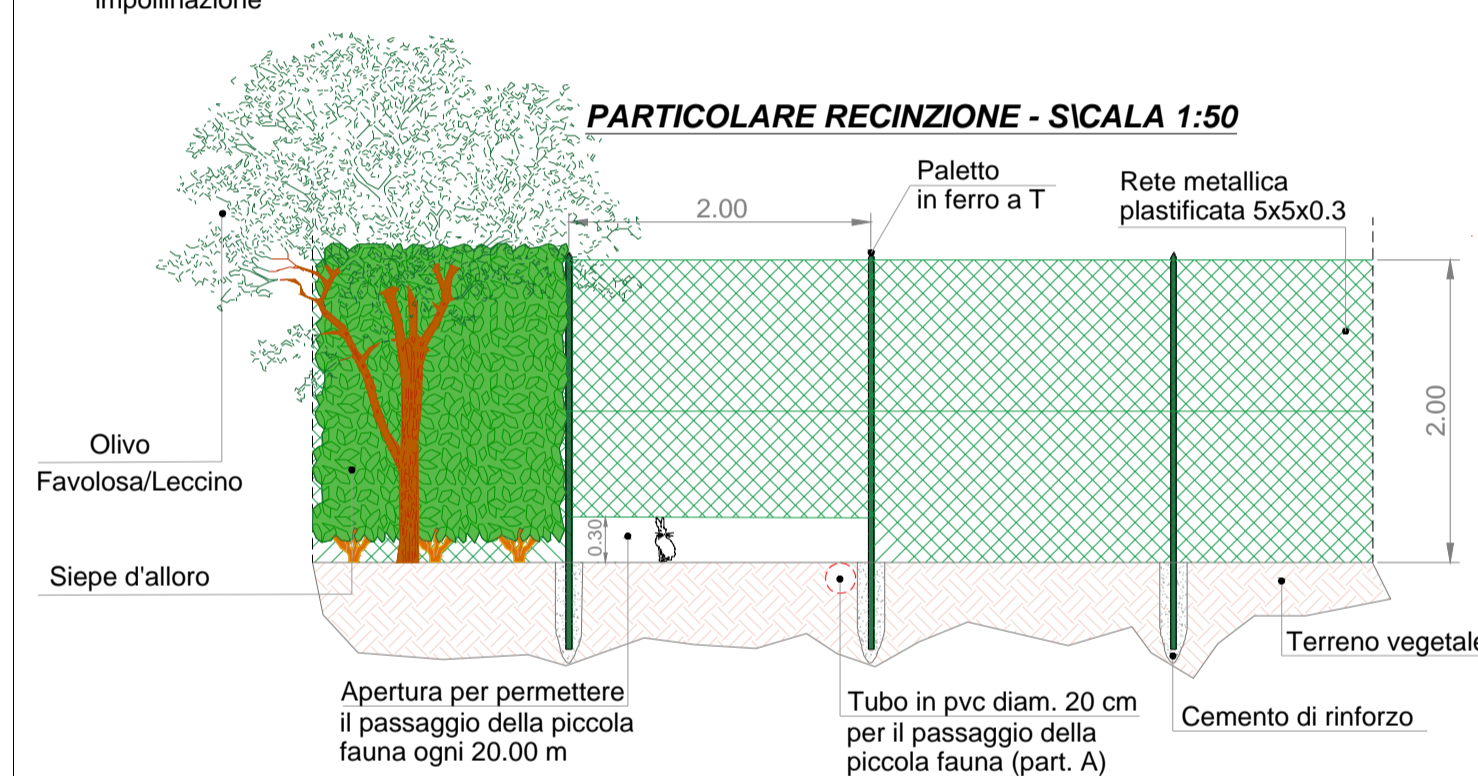 impollinazione
PARTICOLARE RECINZIONE - S\CALA 1:50
Paletto
in ferro a T
Rete metallica
plastificata 5x5x0.3
2.00
2.00
Olivo
Favolosa/Leccino
0.30
Siepe d'alloro
Terreno vegetale
Apertura per permettere
il passaggio della piccola
fauna ogni 20.00 m
Tubo in pvc diam. 20 cm
per il passaggio della
piccola fauna (part. A)
Cemento di rinforzo